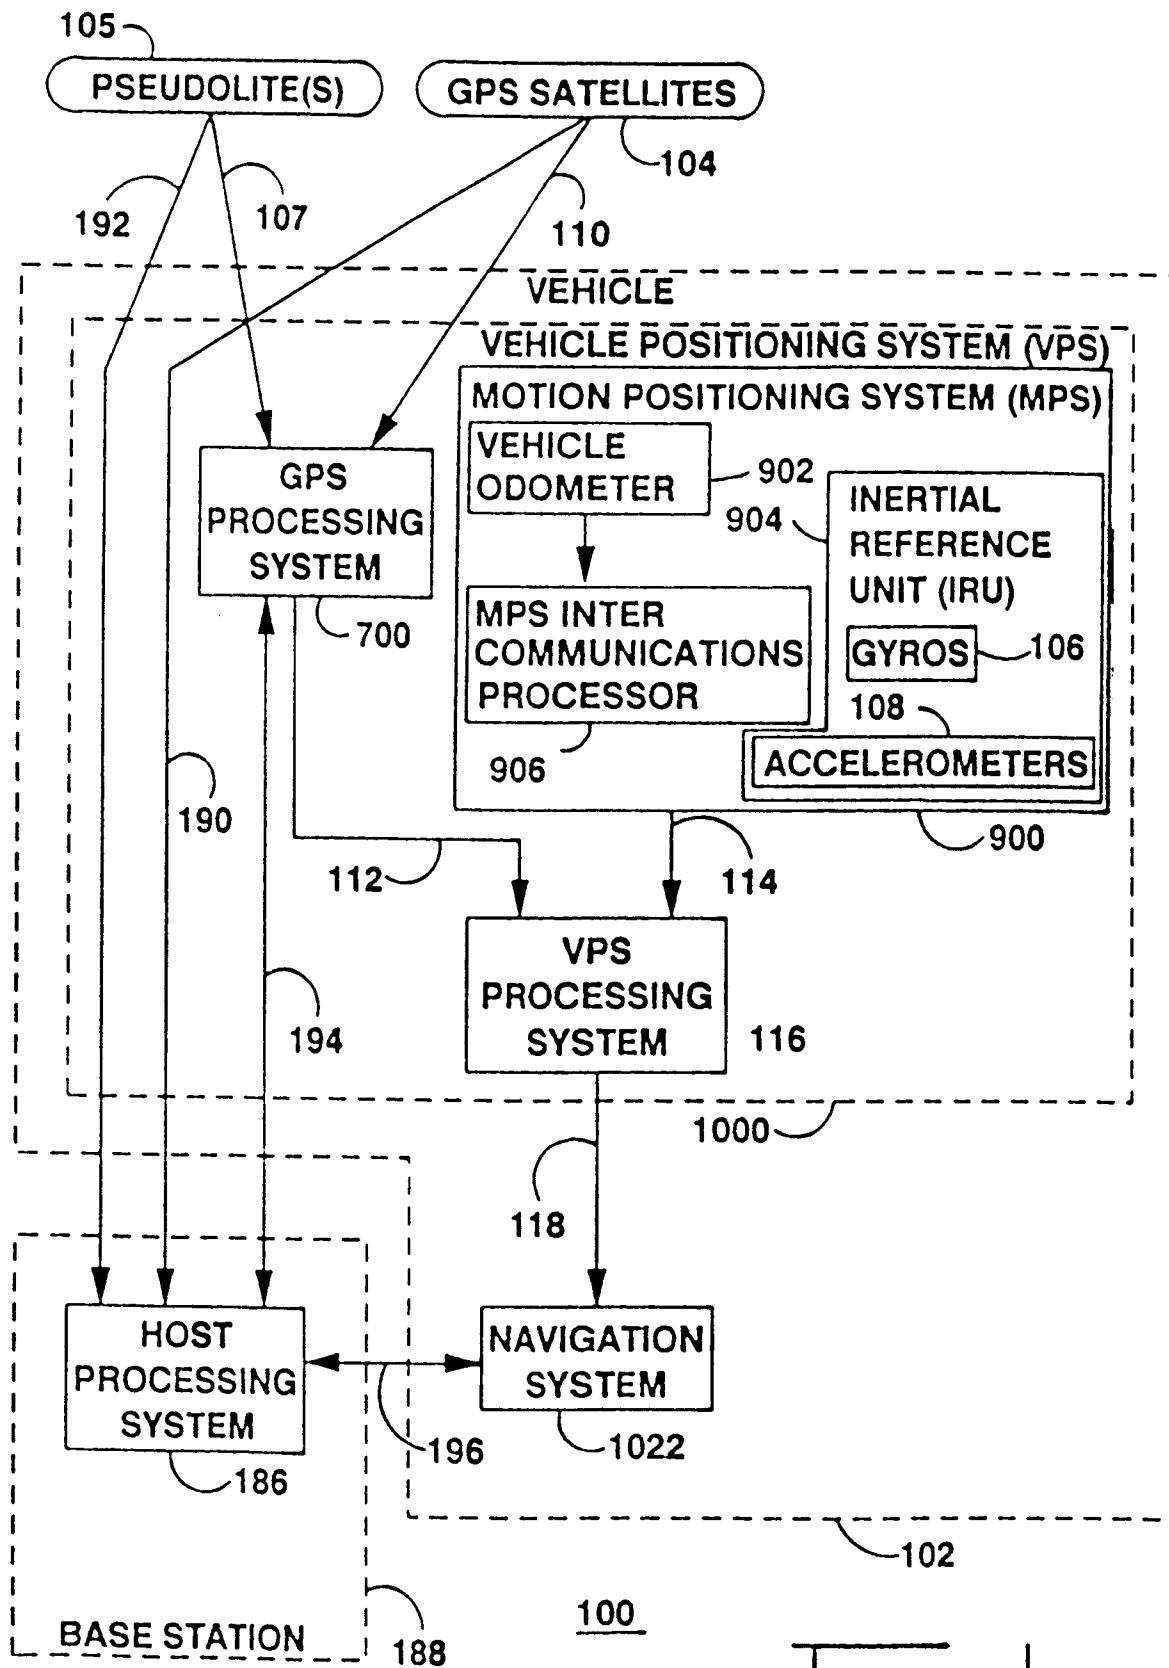 105
PSEUDOLITE(S)
GPS SATELLITES
104
192
107
110
VEHICLE
VEHICLE POSITIONING SYSTEM (VPS)
MOTION POSITIONING SYSTEM (MPS)
VEHICLE
ODOMETER
902
904
INERTIAL
REFERENCE
UNIT (IRU)
GYROS
106
108
ACCELEROMETERS
GPS
PROCESSING
SYSTEM
700
MPS INTER
COMMUNICATIONS
PROCESSOR
906
900
190
112
114
VPS
PROCESSING
SYSTEM
116
194
1000
118
HOST
PROCESSING
SYSTEM
186
196
NAVIGATION
SYSTEM
1022
102
BASE STATION
188
100